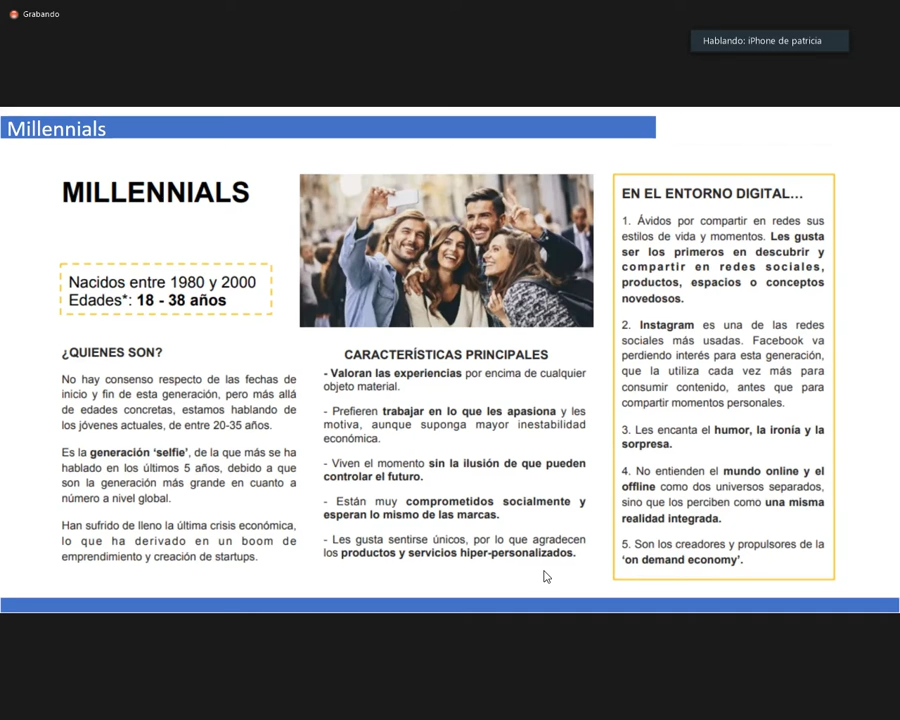 Grabando
Hablando: iPhone de patricia
Millennials
MILLENNIALS
Nacidos entre 1980 y 2000
Edades*: 18 - 38 años
¿QUIENES SON?
No hay consenso respecto de las fechas de
inicio y fin de esta generación, pero más allá
de edades concretas, estamos hablando de
los jóvenes actuales, de entre 20-35 años.
Es la generación ‘selfie’, de la que más se ha
hablado en los últimos 5 años, debido a que
son la generación más grande en cuanto a
número a nivel global.
Han sufrido de lleno la última crisis económica,
lo que ha derivado en un boom de
emprendimiento y creación de startups.
CARACTERÍSTICAS PRINCIPALES
- Valoran las experiencias por encima de cualquier
objeto material.
- Prefieren trabajar en lo que les apasiona y les
motiva, aunque suponga mayor inestabilidad
económica.
- Viven el momento sin la ilusión de que pueden
controlar el futuro.
- Están muy comprometidos socialmente y
esperan lo mismo de las marcas.
- Les gusta sentirse únicos, por lo que agradecen
los productos y servicios hiper-personalizados.
EN EL ENTORNO DIGITAL…
1. Ávidos por compartir en redes sus
estilos de vida y momentos. Les gusta
ser los primeros en descubrir y
compartir en redes sociales,
productos, espacios o conceptos
novedosos.
2. Instagram es una de las redes
sociales más usadas. Facebook va
perdiendo interés para esta generación,
que la utiliza cada vez más para
consumir contenido, antes que para
compartir momentos personales.
3. Les encanta el humor, la ironía y la
sorpresa.
4. No entienden el mundo online y el
offline como dos universos separados,
sino que los perciben como una misma
realidad integrada.
5. Son los creadores y propulsores de la
‘on demand economy’.